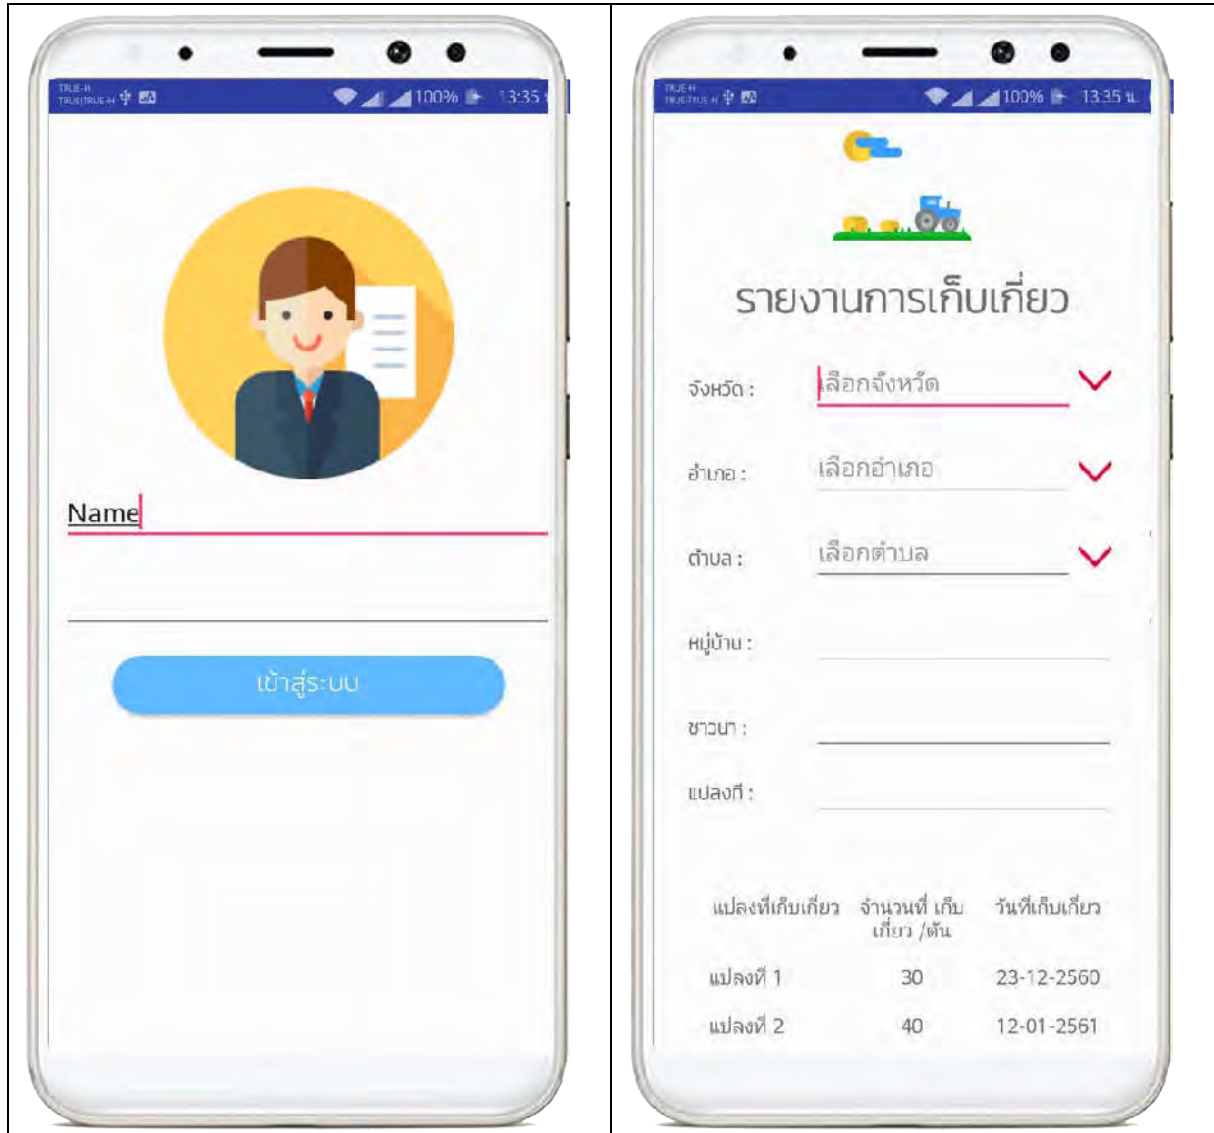 TRUE-H
TRUE|TRUE-H
100%
13:35
Name
เข้าสู่ระบบ
TRUE-H
TRUE|TRUE-H
100%
13:35 น.
รายงานการเก็บเกี่ยว
จังหวัด :
เลือกจังหวัด
อำเภอ :
เลือกอำเภอ
ตำบล :
เลือกตำบล
หมู่บ้าน :
ชาวนา :
แปลงที่ :
แปลงที่เก็บเกี่ยว จำนวนที่ เก็บ วันที่เก็บเกี่ยว
เกี่ยว /ตัน
แปลงที่ 1 30 23-12-2560
แปลงที่ 2 40 12-01-2561